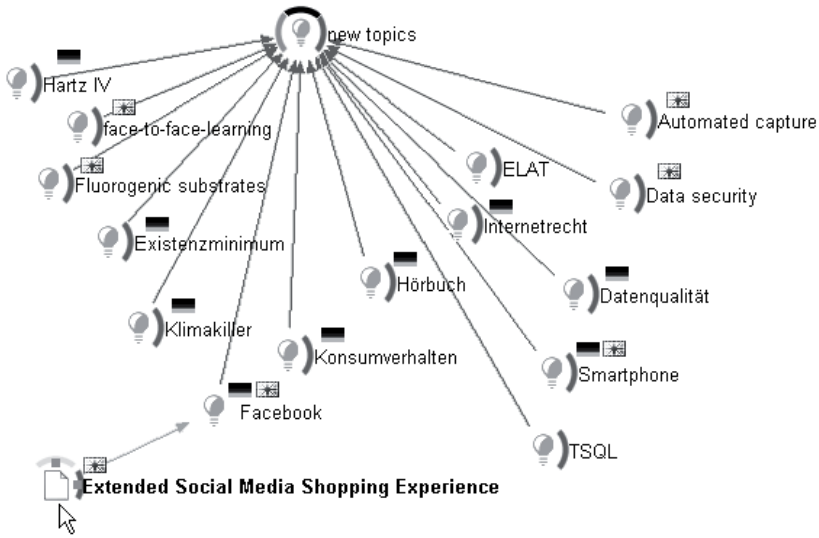 new topics
Hartz IV
face-to-face-learning
Automated capture
ELAT
Fluorogenic substrates
Data security
Internetrecht
Existenzminimum
Hörbuch
Datenqualität
Klimakiller
Konsumverhalten
Smartphone
Facebook
TSQL
Extended Social Media Shopping Experience